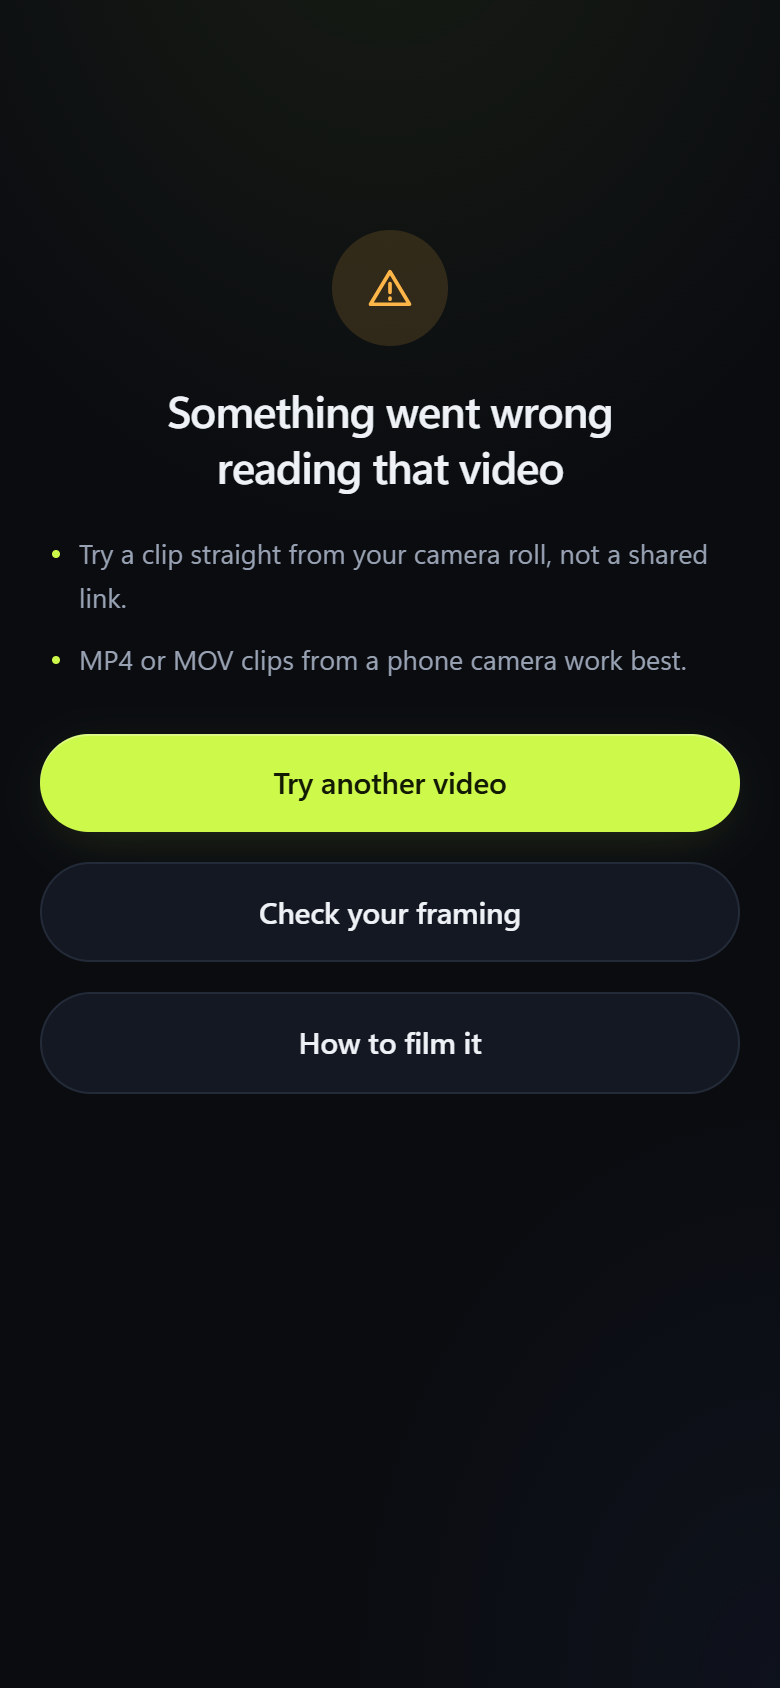 Something went wrong
reading that video
Try a clip straight from your camera roll, not a shared
link.
MP4 or MOV clips from a phone camera work best.
Try another video
Check your framing
How to film it